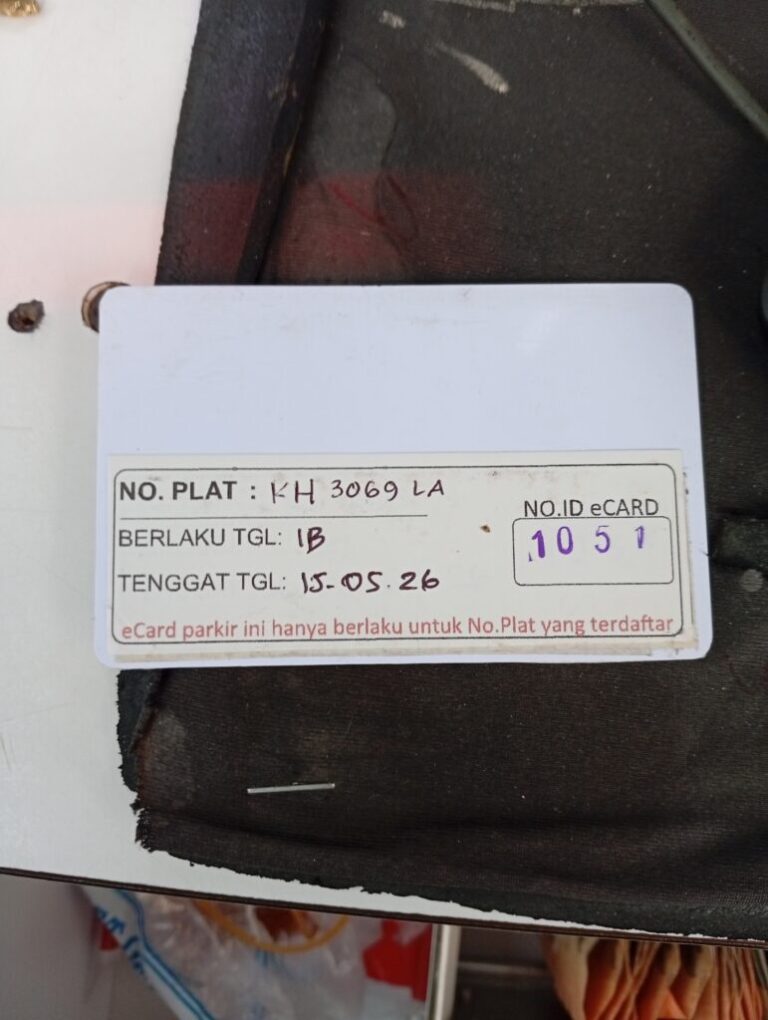 NO. PLAT : KH 3069 LA
BERLAKU TGL: 1B
TENGGAT TGL: 15-05.26
NO.ID eCARD
1051
eCard parkir ini hanya berlaku untuk No.Plat yang terdaftar